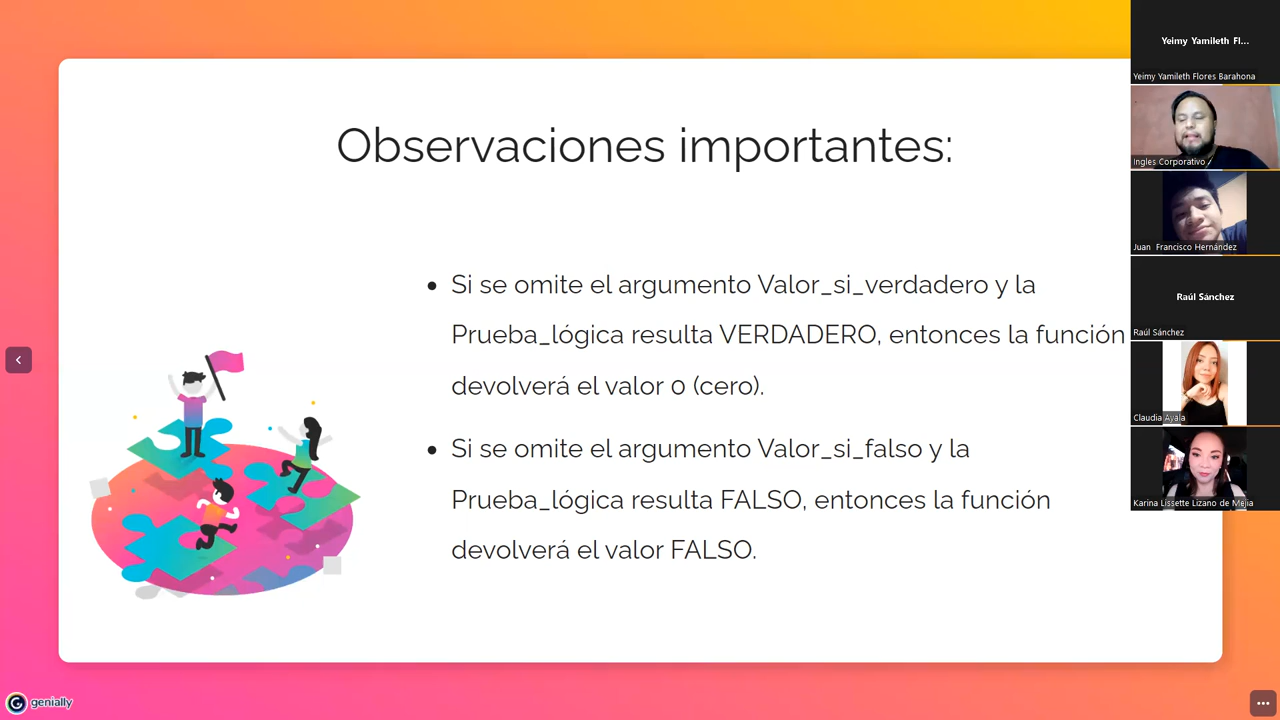 Observaciones importantes:
• Si se omite el argumento Valor_si_verdadero y la
Prueba_lógica resulta VERDADERO, entonces la función
devolverá el valor 0 (cero).
• Si se omite el argumento Valor_si_falso y la
Prueba_lógica resulta FALSO, entonces la función
devolverá el valor FALSO.
Yeimy Yamileth Fl...
Yeimy Yamileth Flores Barahona
Ingles Corporativo
Juan Francisco Hernández
Raúl Sánchez
Raúl Sánchez
Claudia Ayala
Karina Lissette Lizano de Mejia
genially